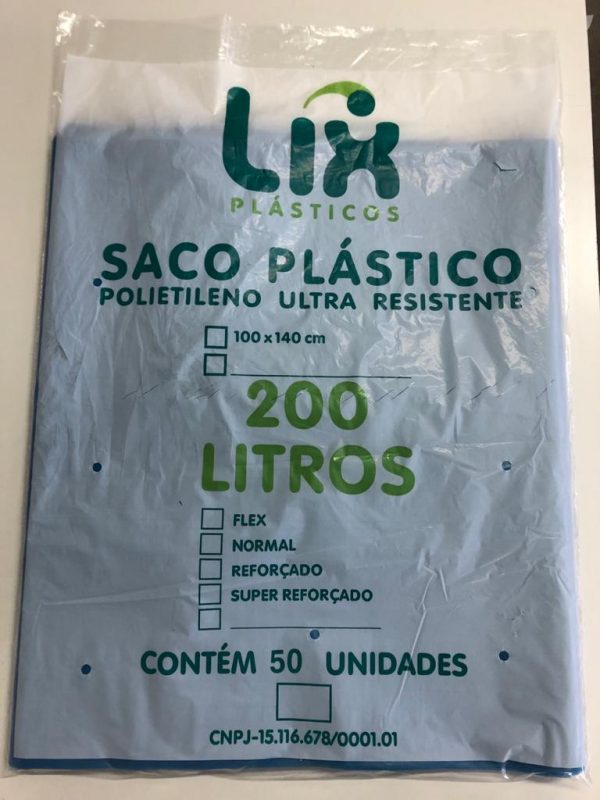 Lix
PLÁSTICOS
SACO PLÁSTICO
POLIETILENO ULTRA RESISTENTE
100 x 140 cm
200
LITROS
FLEX
NORMAL
REFORÇADO
SUPER REFORÇADO
CONTÉM 50 UNIDADES
CNPJ-15.116.678/0001.01